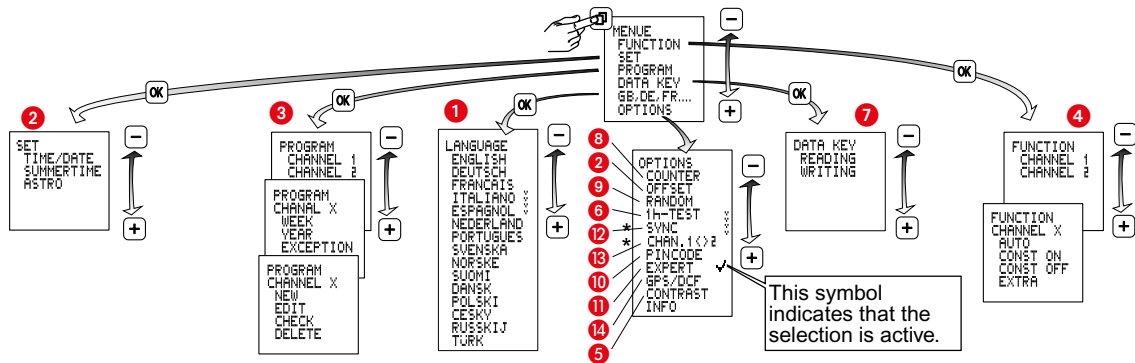 MENUE
FUNCTION
SET
PROGRAM
DATA KEY
GB,DE,FR....
OPTIONS
−
+
OK
OK
OK
OK
OK
2
SET
TIME/DATE
SUMMERTIME
ASTRO
−
+
3
PROGRAM
CHANNEL 1
CHANNEL 2
PROGRAM
CHANAL X
WEEK
YEAR
EXCEPTION
PROGRAM
CHANNEL X
NEW
EDIT
CHECK
DELETE
−
+
1
LANGUAGE
ENGLISH
DEUTSCH
FRANCAIS
ITALIANO
ESPAGNOL
NEDERLAND
PORTUGUES
SVENSKA
NORSKE
SUOMI
DANSK
POLSKI
CESKY
RUSSKIJ
TURK
−
+
OPTIONS
8 COUNTER
2 OFFSET
9 RANDOM
6 1h-TEST
12 * SYNC
13 * CHAN.1<>2
10 PINCODE
11 EXPERT
GPS/DCF
14 CONTRAST
5 INFO
−
+
This symbol
indicates that the
selection is active.
7
DATA KEY
READING
WRITING
−
+
4
FUNCTION
CHANNEL 1
CHANNEL 2
FUNCTION
CHANNEL X
AUTO
CONST ON
CONST OFF
EXTRA
−
+